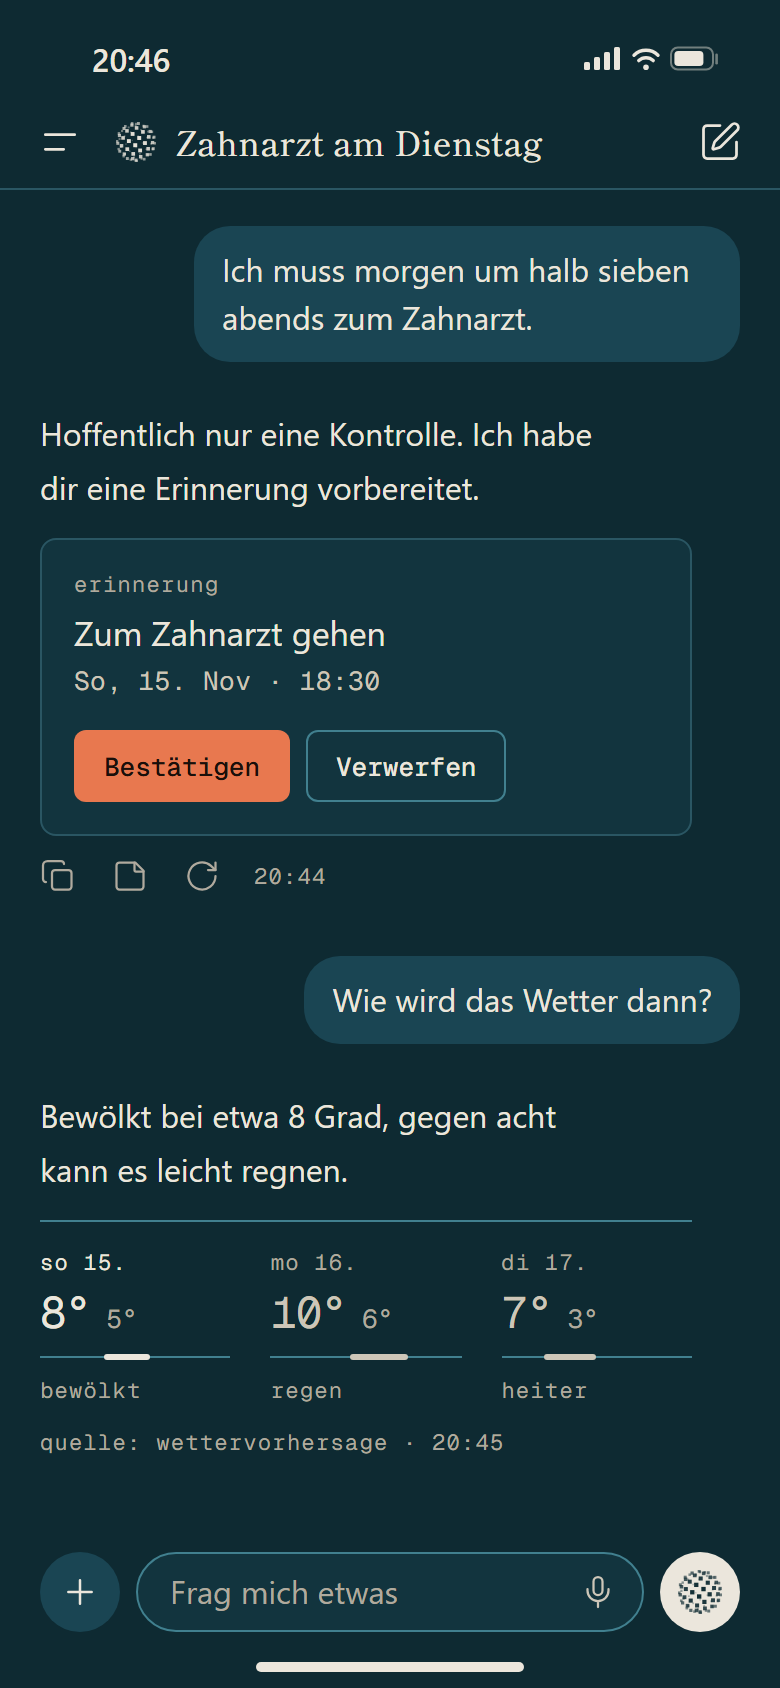 20:46
Zahnarzt am Dienstag
Ich muss morgen um halb sieben
abends zum Zahnarzt.
Hoffentlich nur eine Kontrolle. Ich habe
dir eine Erinnerung vorbereitet.
erinnerung
Zum Zahnarzt gehen
So, 15. Nov · 18:30
Bestätigen Verwerfen
20:44
Wie wird das Wetter dann?
Bewölkt bei etwa 8 Grad, gegen acht
kann es leicht regnen.
so 15. mo 16. di 17.
8° 5° 10° 6° 7° 3°
bewölkt regen heiter
quelle: wettervorhersage · 20:45
Frag mich etwas